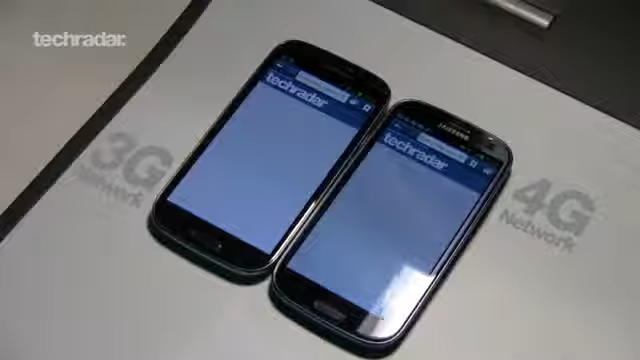 techradar.
techradar
SAMSUNG
techradar
3G
Network
4G
Network